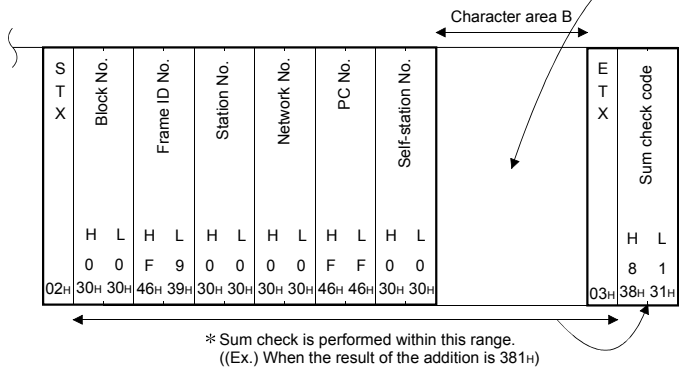 Character area B
S T X
Block No.
Frame ID No.
Station No.
Network No.
PC No.
Self-station No.
E T X
Sum check code
H L H L H L H L H L H L H L
0 0 F 9 0 0 0 0 F F 0 0 8 1
02H 30H 30H 46H 39H 30H 30H 30H 30H 46H 46H 30H 30H 03H 38H 31H
* Sum check is performed within this range.
((Ex.) When the result of the addition is 381H)